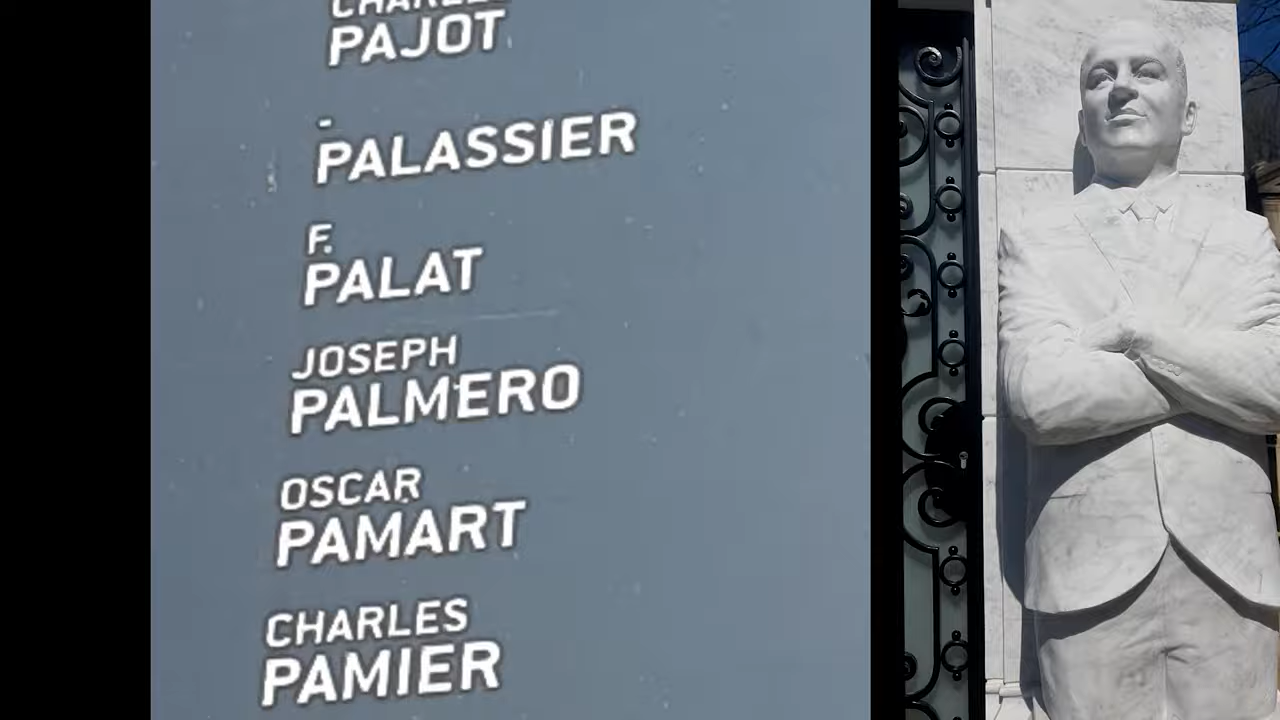 PAJOT
-
PALASSIER
F.
PALAT
JOSEPH
PALMERO
OSCAR
PAMART
CHARLES
PAMIER